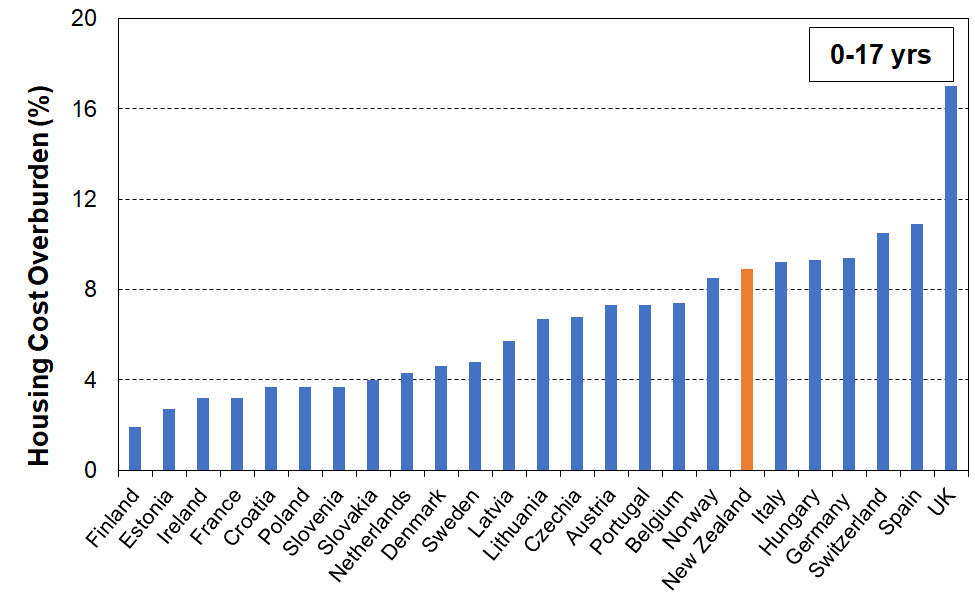 0-17 yrs
Housing Cost Overburden (%)
20
16
12
8
4
0
Finland
Estonia
Ireland
France
Croatia
Poland
Slovenia
Slovakia
Netherlands
Denmark
Sweden
Latvia
Lithuania
Czechia
Austria
Portugal
Belgium
Norway
New Zealand
Italy
Hungary
Germany
Switzerland
Spain
UK